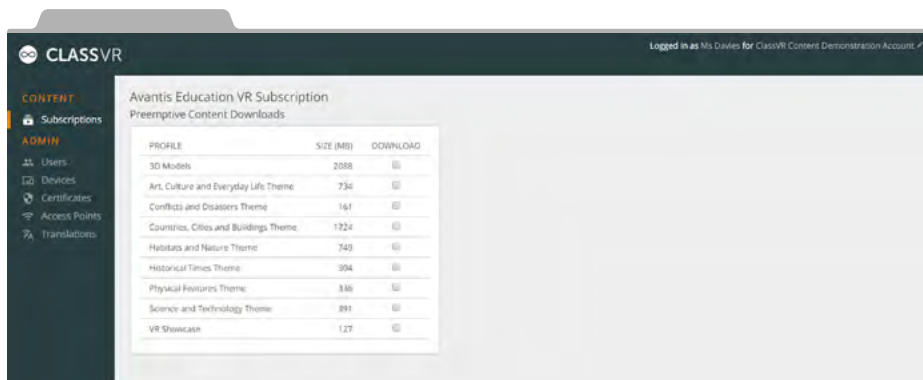 CLASSVR
Logged in as Ms Davies for ClassVR Content Demonstration Account
CONTENT
Subscriptions
ADMIN
Users
Devices
Certificates
Access Points
Translations
Avantis Education VR Subscription
Preemptive Content Downloads
PROFILE SIZE (MB) DOWNLOAD
3D Models 2088
Art, Culture and Everyday Life Theme 734
Conflicts and Disasters Theme 161
Countries, Cities and Buildings Theme 1724
Habitats and Nature Theme 749
Historical Times Theme
Physical Features Theme
Science and Technology Theme
VR Showcase 127